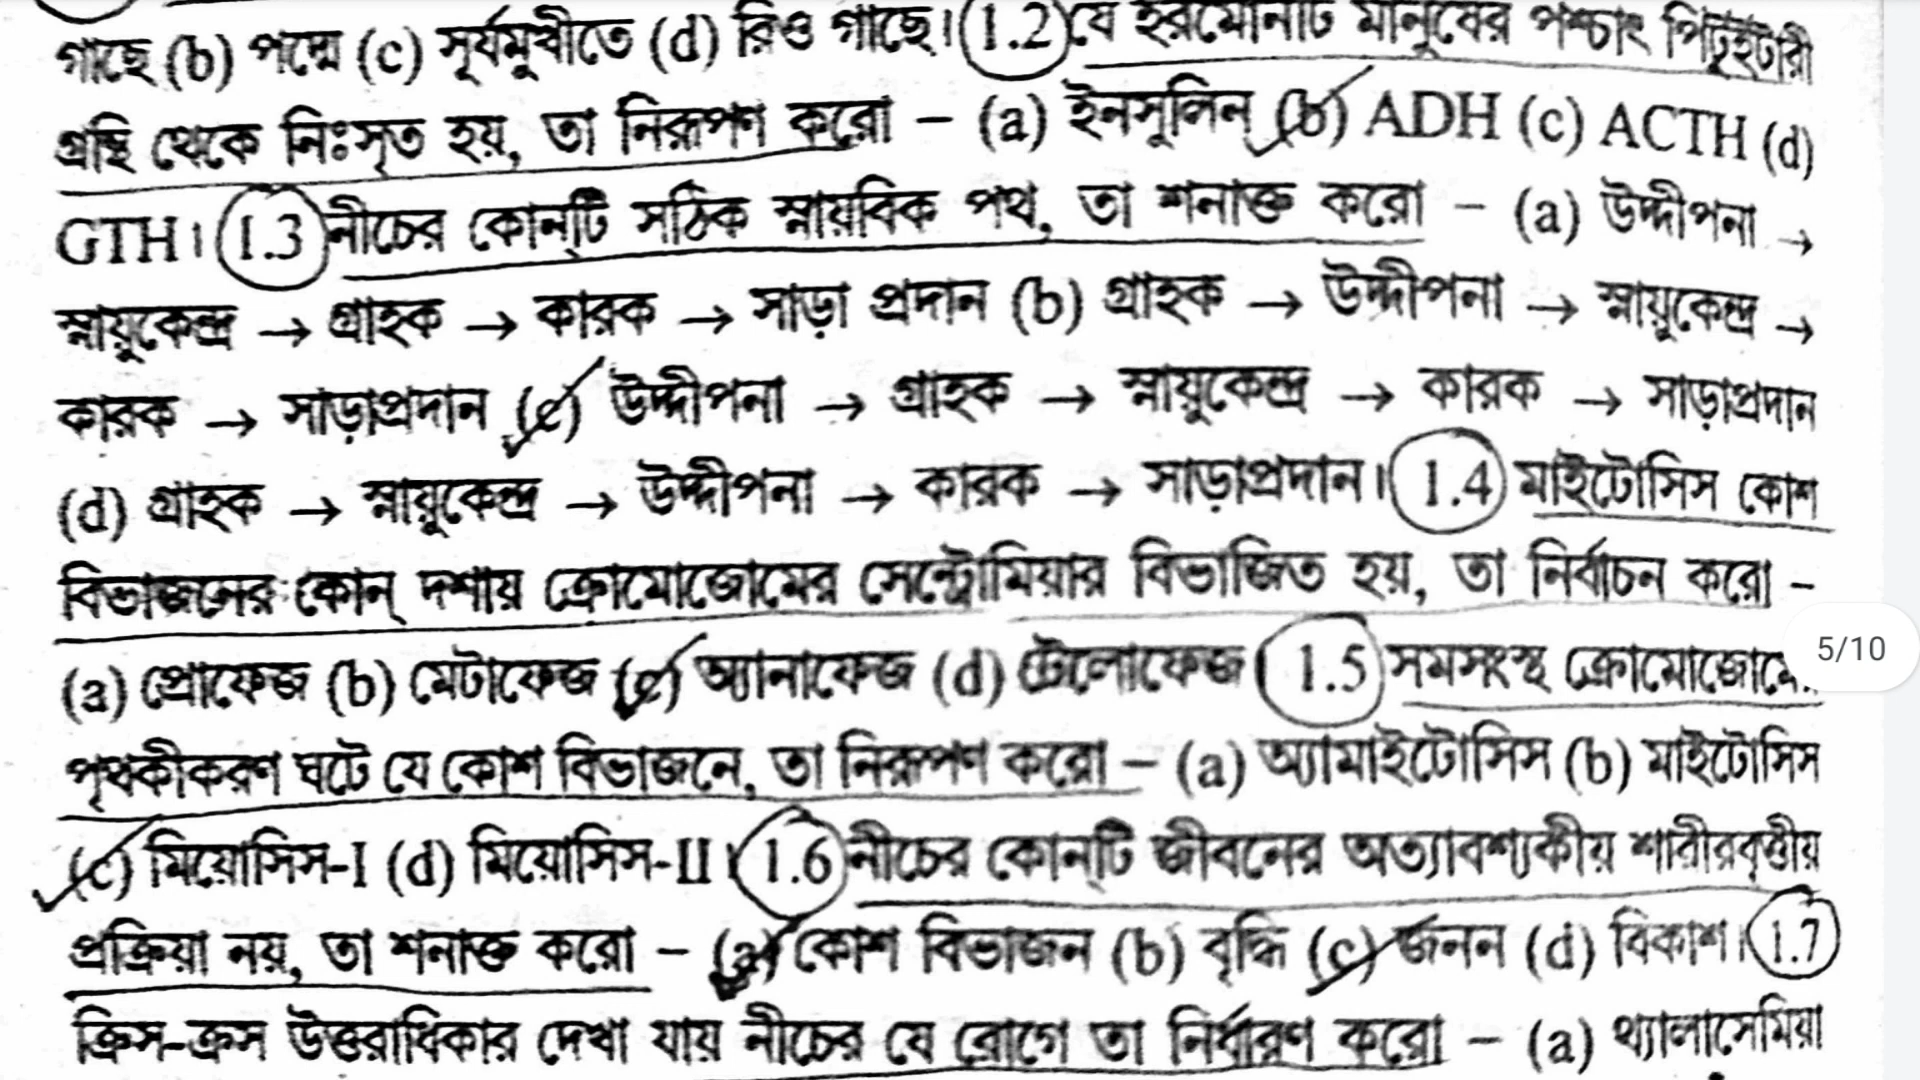 গাছে (b) পদ্মে (c) সূর্যমুখীতে (d) রিও গাছে। 1.2 যে হরমোনটি মানুষের পশ্চাৎ পিটুইটারী
গ্রন্থি থেকে নিঃসৃত হয়, তা নিরূপণ করো – (a) ইনসুলিন (b) ADH (c) ACTH (d)
GTH। 1.3 নীচের কোন্‌টি সঠিক স্নায়বিক পথ, তা শনাক্ত করো – (a) উদ্দীপনা →
স্নায়ুকেন্দ্র → গ্রাহক → কারক → সাড়া প্রদান (b) গ্রাহক → উদ্দীপনা → স্নায়ুকেন্দ্র →
কারক → সাড়াপ্রদান (c) উদ্দীপনা → গ্রাহক → স্নায়ুকেন্দ্র → কারক → সাড়াপ্রদান
(d) গ্রাহক → স্নায়ুকেন্দ্র → উদ্দীপনা → কারক → সাড়াপ্রদান। 1.4 মাইটোসিস কোশ
বিভাজনের কোন্ দশায় ক্রোমোজোমের সেন্ট্রোমিয়ার বিভাজিত হয়, তা নির্বাচন করো –
(a) প্রোফেজ (b) মেটাফেজ (c) অ্যানাফেজ (d) টেলোফেজ 1.5 সমসংস্থ
5/10
পৃথকীকরণ ঘটে যে কোশ বিভাজনে, তা নিরূপণ করো – (a) অ্যামাইটোসিস (b) মাইটোসিস
(c) মিয়োসিস-I (d) মিয়োসিস-II। 1.6 নীচের কোন্‌টি জীবনের অত্যাবশ্যকীয় শারীরবৃত্তীয়
প্রক্রিয়া নয়, তা শনাক্ত করো – (a) কোশ বিভাজন (b) বৃদ্ধি (c) জনন (d) বিকাশ। 1.7
ক্রিস-ক্রস উত্তরাধিকার দেখা যায় নীচের যে রোগে তা নির্ধারণ করো – (a) থ্যালাসেমিয়া